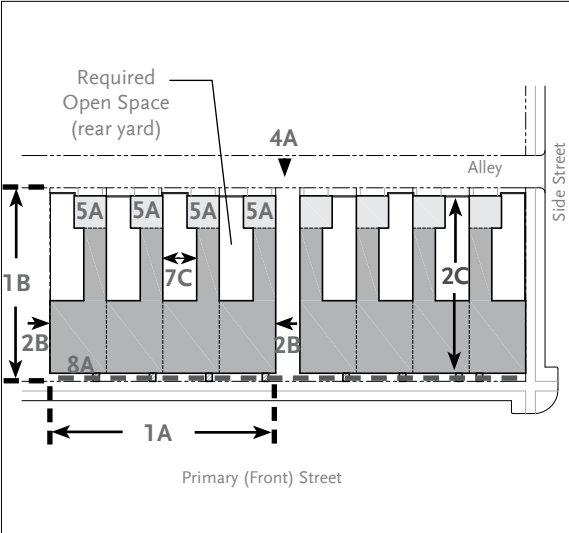 Required
Open Space
(rear yard)
4A
Alley
Side Street
5A 5A 5A 5A
1B
7C
2C
2B
2B
8A
1A
Primary (Front) Street